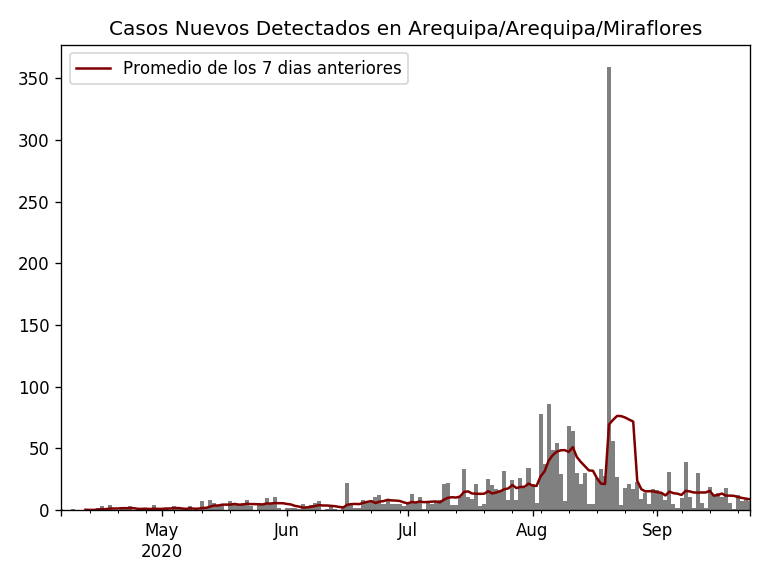 Casos Nuevos Detectados en Arequipa/Arequipa/Miraflores
Promedio de los 7 dias anteriores
350
300
250
200
150
100
50
0
May
2020
Jun
Jul
Aug
Sep